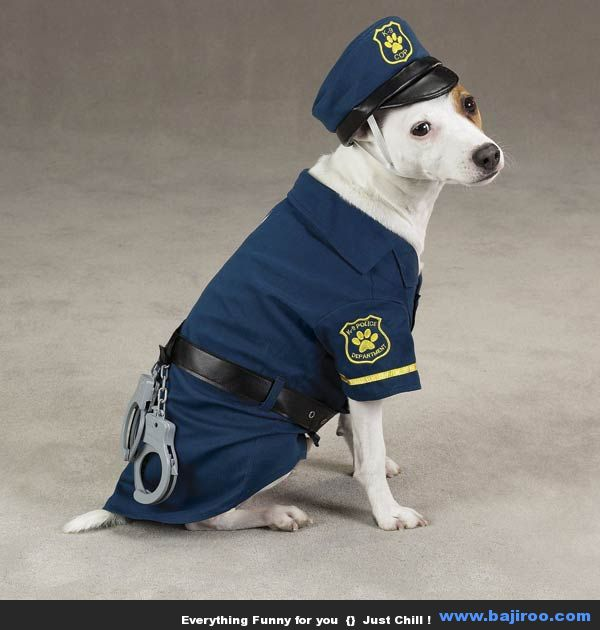 K-9
COP
K-9 POLICE
DEPARTMENT
Everything Funny for you {} Just Chill ! www.bajiroo.com